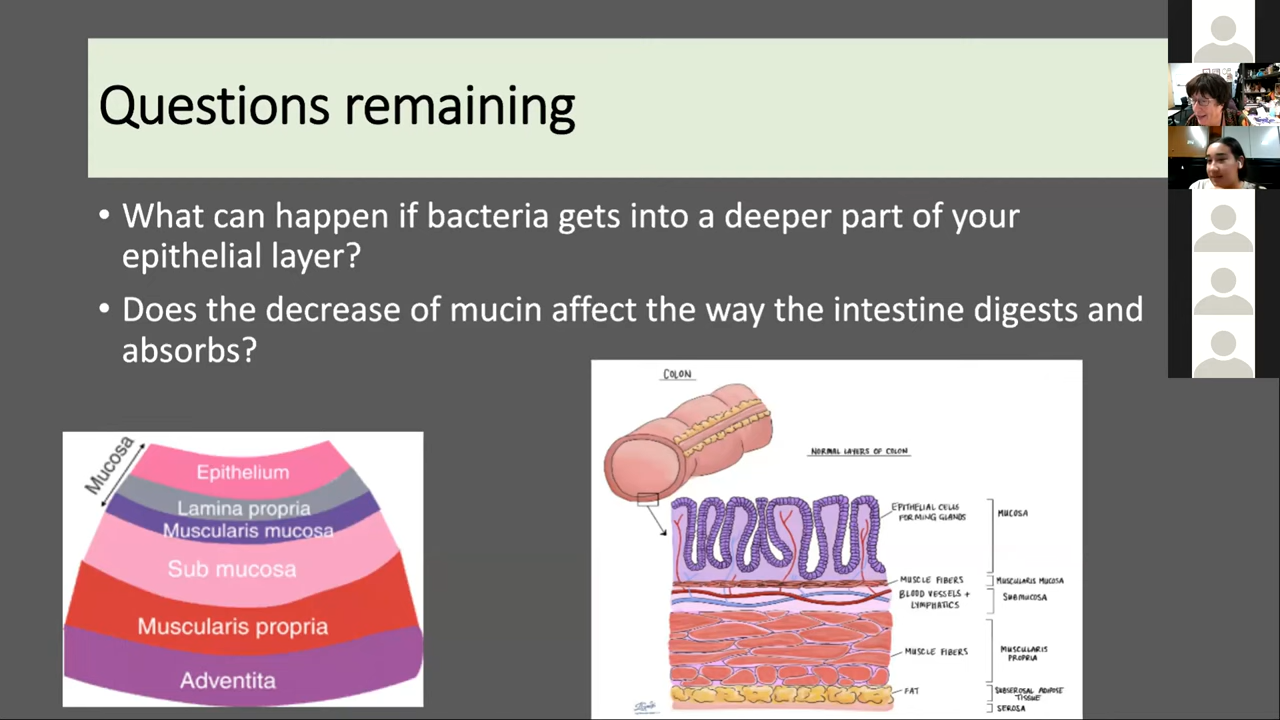 Questions remaining
• What can happen if bacteria gets into a deeper part of your
epithelial layer?
• Does the decrease of mucin affect the way the intestine digests and
absorbs?
Mucosa
Epithelium
Lamina propria
Muscularis mucosa
Sub mucosa
Muscularis propria
Adventita
COLON
NORMAL LAYERS OF COLON
EPITHELIAL CELLS
FORMING GLANDS
MUCOSA
MUSCLE FIBERS
MUSCULARIS MUCOSA
BLOOD VESSELS +
LYMPHATICS
SUBMUCOSA
MUSCLE FIBERS
MUSCULARIS
PROPRIA
FAT
SUBSEROSAL ADIPOSE
TISSUE
SEROSA